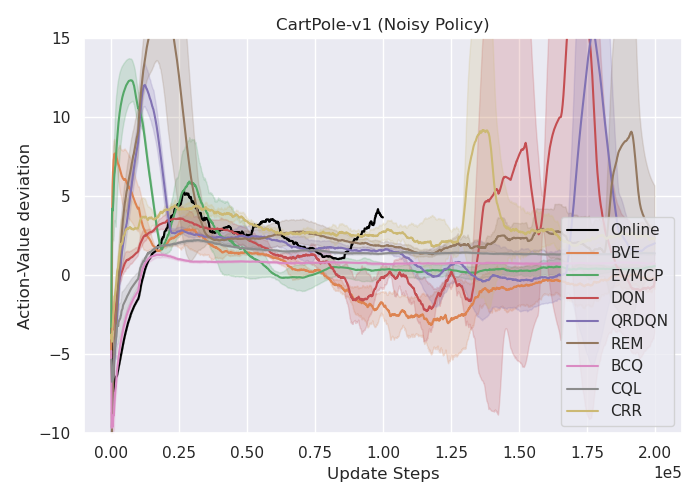 CartPole-v1 (Noisy Policy)
Action-Value deviation
15
10
5
0
−5
−10
Online
BVE
EVMCP
DQN
QRDQN
REM
BCQ
CQL
CRR
0.00 0.25 0.50 0.75 1.00 1.25 1.50 1.75 2.00
1e5
Update Steps